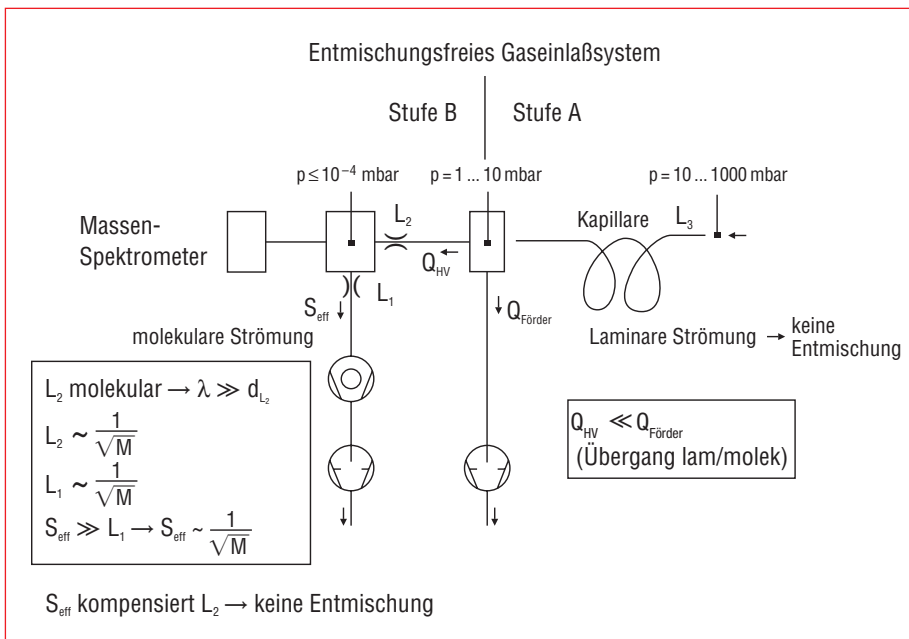 Entmischungsfreies Gaseinlaßsystem
Stufe B Stufe A
p ≤ 10⁻⁴ mbar p = 1 ... 10 mbar p = 10 ... 1000 mbar
Massen-
Spektrometer
L₂
Kapillare L₃
Q_HV
L₁
S_eff
Q_Förder
molekulare Strömung
Laminare Strömung → keine
Entmischung
L₂ molekular → λ ≫ d_L₂
L₂ ~ 1/√M
L₁ ~ 1/√M
S_eff ≫ L₁ → S_eff ~ 1/√M
Q_HV ≪ Q_Förder
(Übergang lam/molek)
S_eff kompensiert L₂ → keine Entmischung